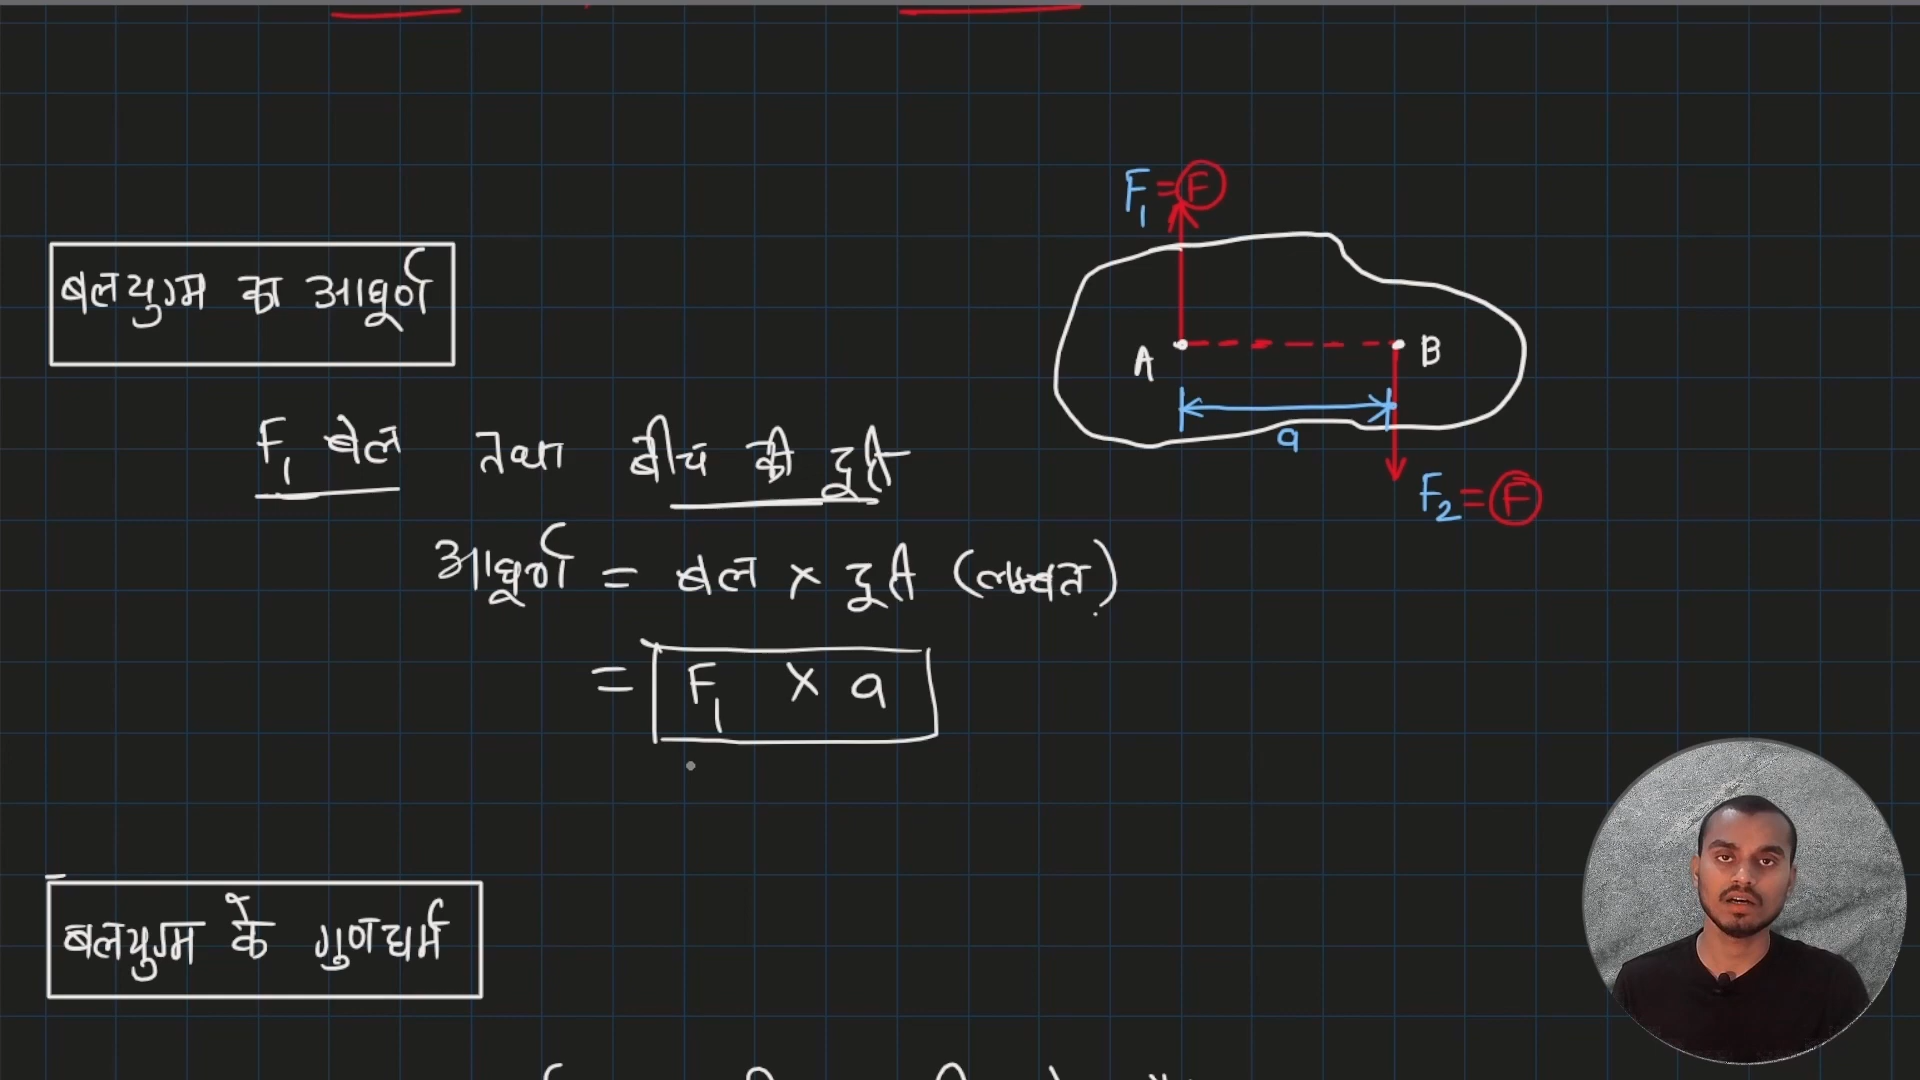 बलयुग्म का आघूर्ण
F₁ = F
A B
a
F₂ = F
F₁ बल तथा बीच की दूरी
आघूर्ण = बल × दूरी (लम्बवत)
= F₁ × a
बलयुग्म के गुणधर्म